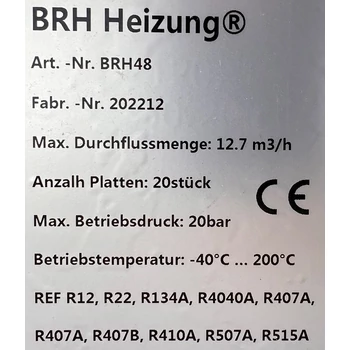 BRH Heizung®
Art. -Nr. BRH48
Fabr. -Nr. 202212
Max. Durchflussmenge: 12.7 m3/h
Anzalh Platten: 20stück
CE
Max. Betriebsdruck: 20bar
Betriebstemperatur: -40°C ... 200°C
REF R12, R22, R134A, R4040A, R407A,
R407A, R407B, R410A, R507A, R515A